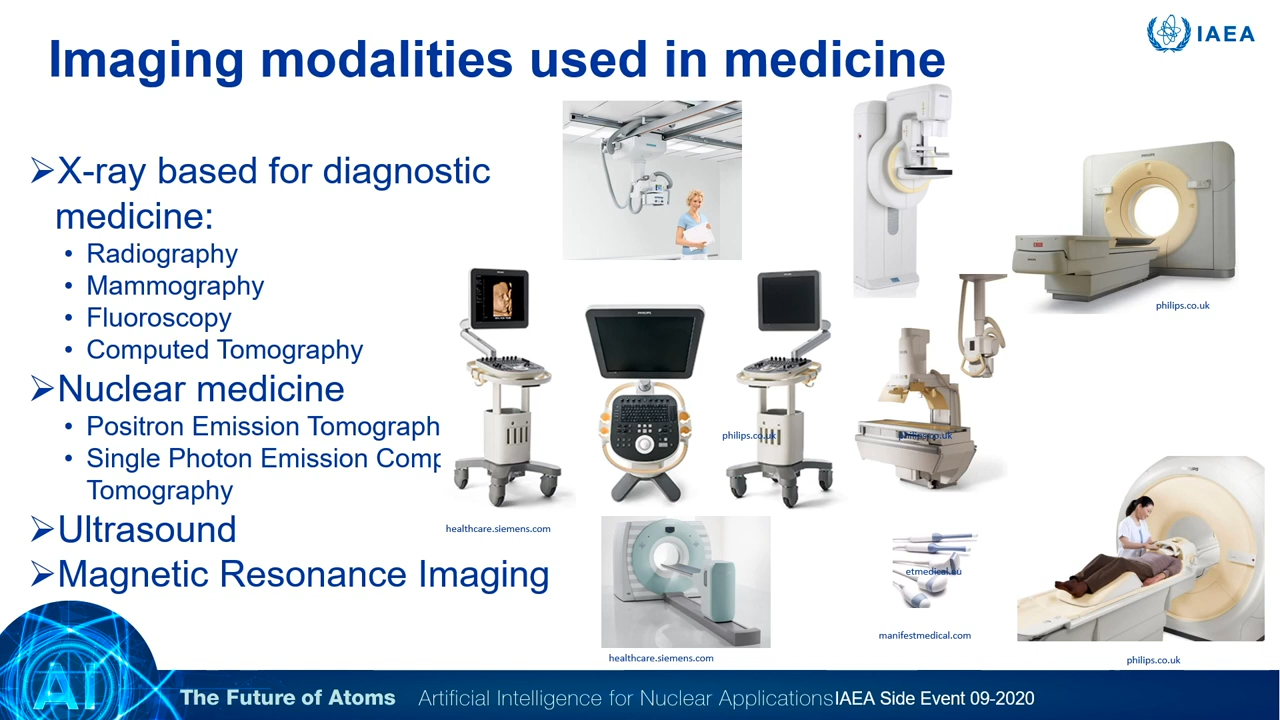 IAEA
Imaging modalities used in medicine
X-ray based for diagnostic
medicine:
Radiography
Mammography
Fluoroscopy
Computed Tomography
Nuclear medicine
Positron Emission Tomograph
Single Photon Emission Comp
Tomography
Ultrasound
Magnetic Resonance Imaging
philips.co.uk
philips.co.uk
philips.co.uk
healthcare.siemens.com
etmedical.eu
manifestmedical.com
healthcare.siemens.com
philips.co.uk
AI
The Future of Atoms Artificial Intelligence for Nuclear Applications IAEA Side Event 09-2020